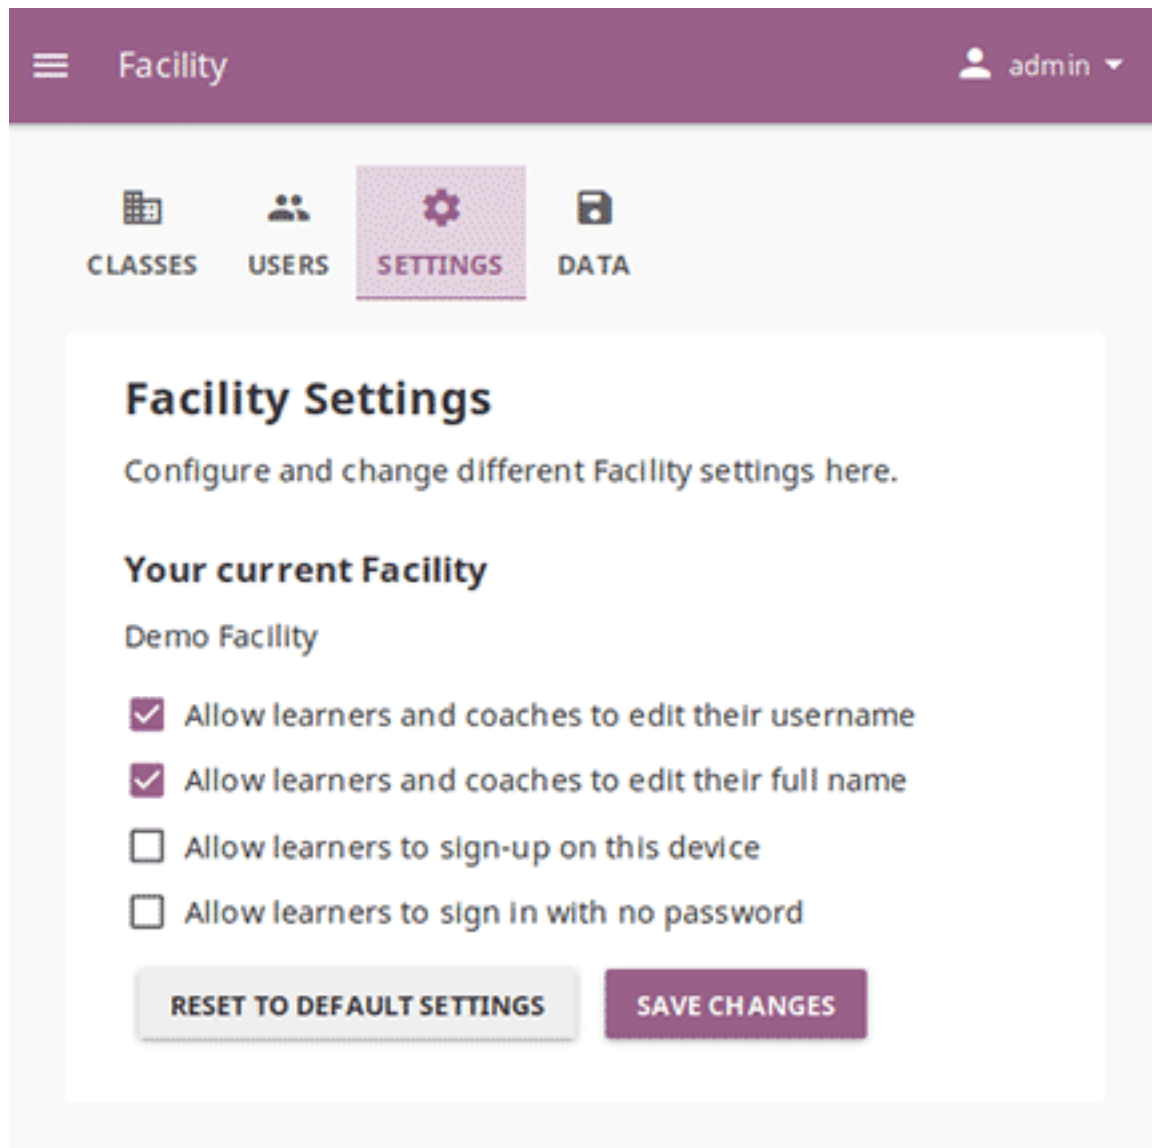 Facility
admin
CLASSES
USERS
SETTINGS
DATA
Facility Settings
Configure and change different Facility settings here.
Your current Facility
Demo Facility
Allow learners and coaches to edit their username
Allow learners and coaches to edit their full name
Allow learners to sign-up on this device
Allow learners to sign in with no password
RESET TO DEFAULT SETTINGS
SAVE CHANGES